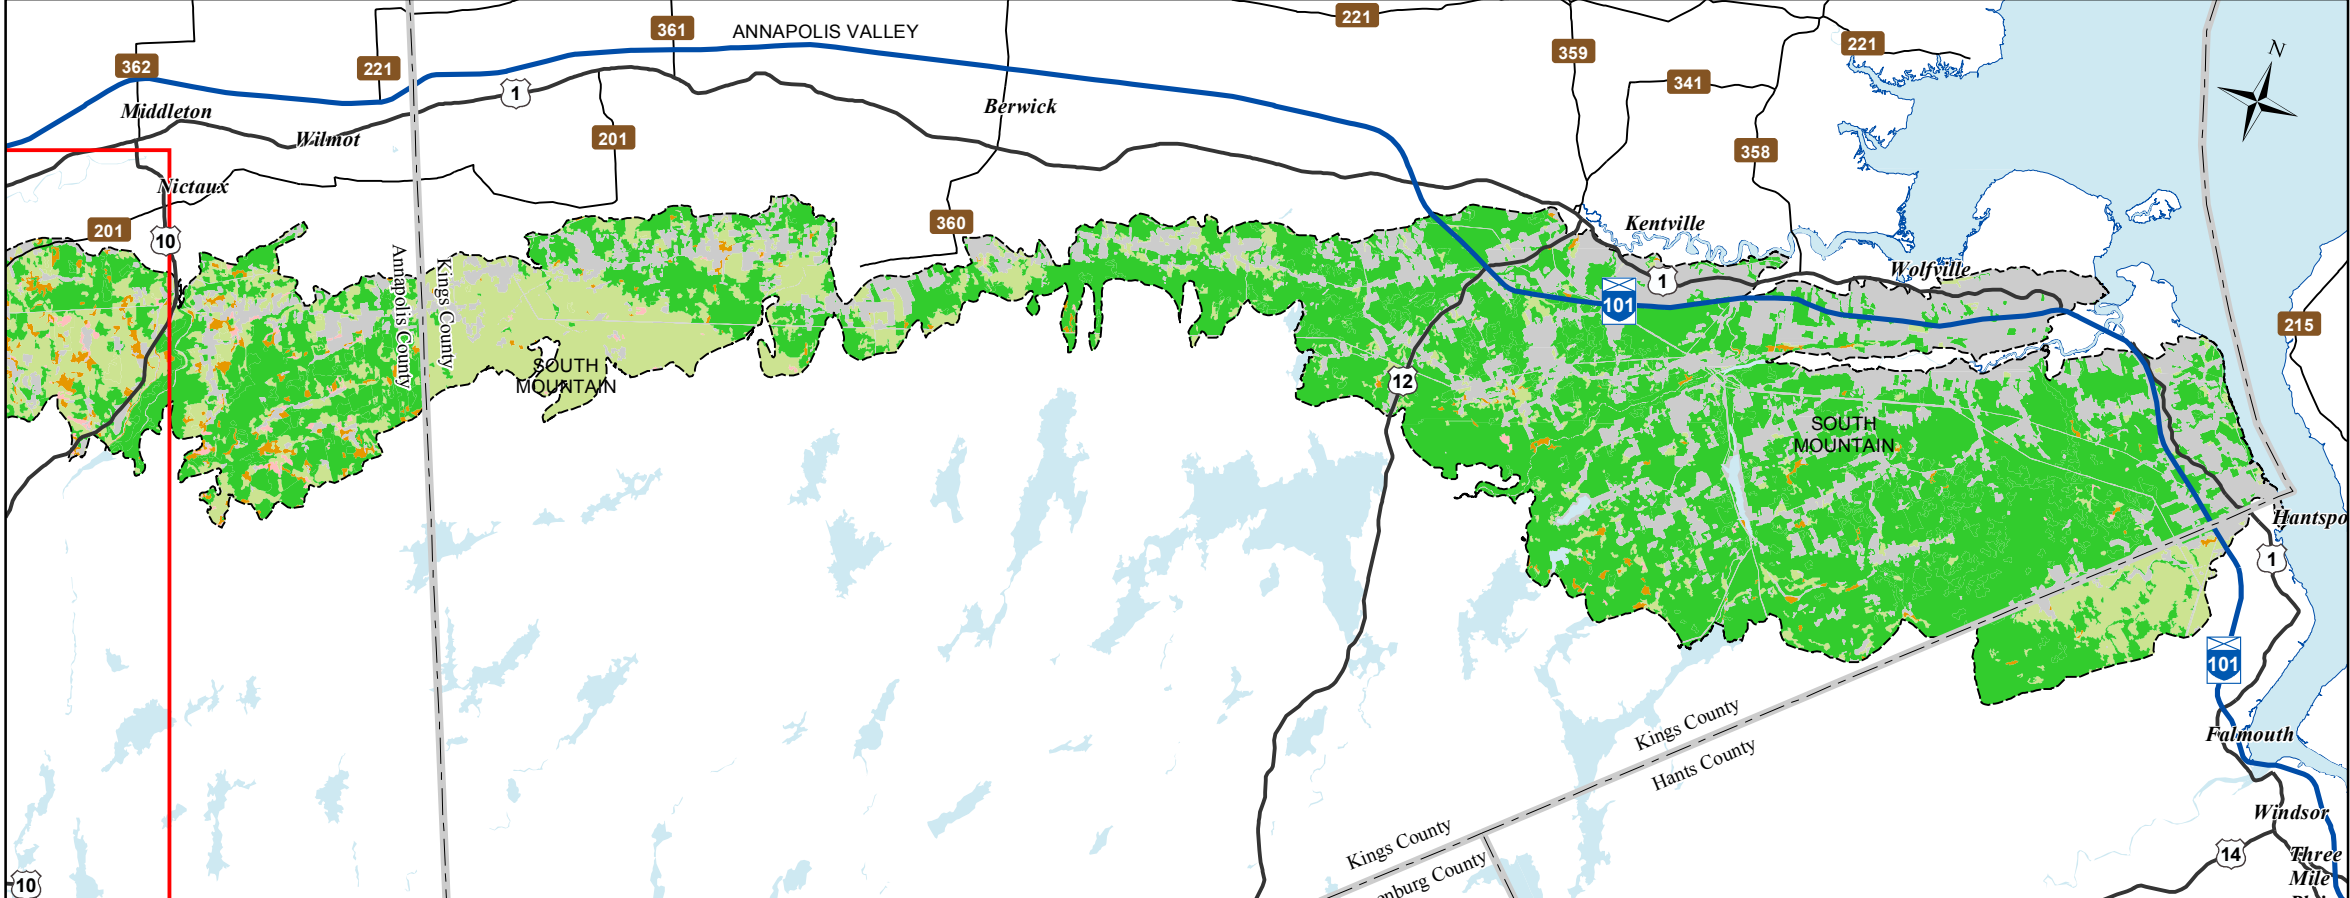 221
361
ANNAPOLIS VALLEY
221
N
359
362
221
341
1
Middleton
Berwick
Wilmot
201
358
Nictaux
360
Kentville
201
10
Wolfville
Annapolis County
Kings County
1
101
215
SOUTH
MOUNTAIN
12
SOUTH
MOUNTAIN
Hantspo
1
101
Kings County
Hants County
Falmouth
Windsor
Kings County
enburg County
14
Three
Mile
10